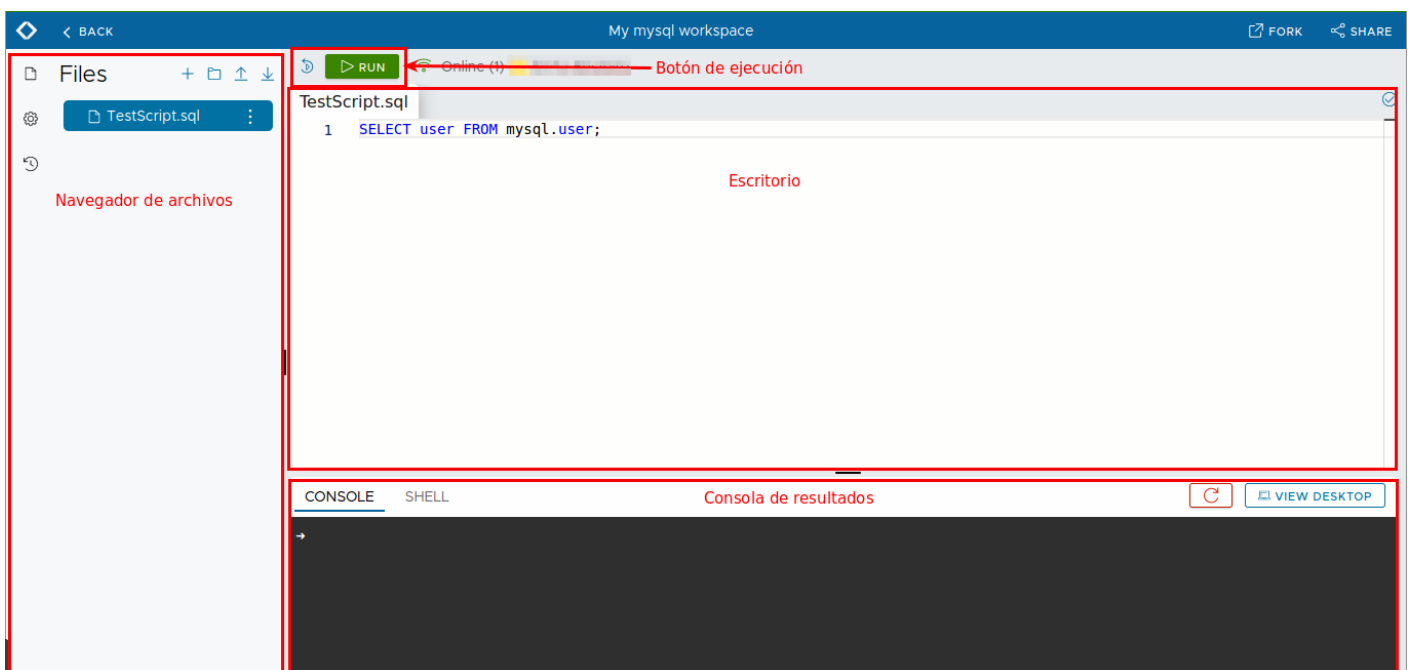 BACK
My mysql workspace
FORK
SHARE
Files
RUN
Online (1)
Botón de ejecución
TestScript.sql
TestScript.sql
1 SELECT user FROM mysql.user;
Escritorio
Navegador de archivos
CONSOLE
SHELL
Consola de resultados
VIEW DESKTOP